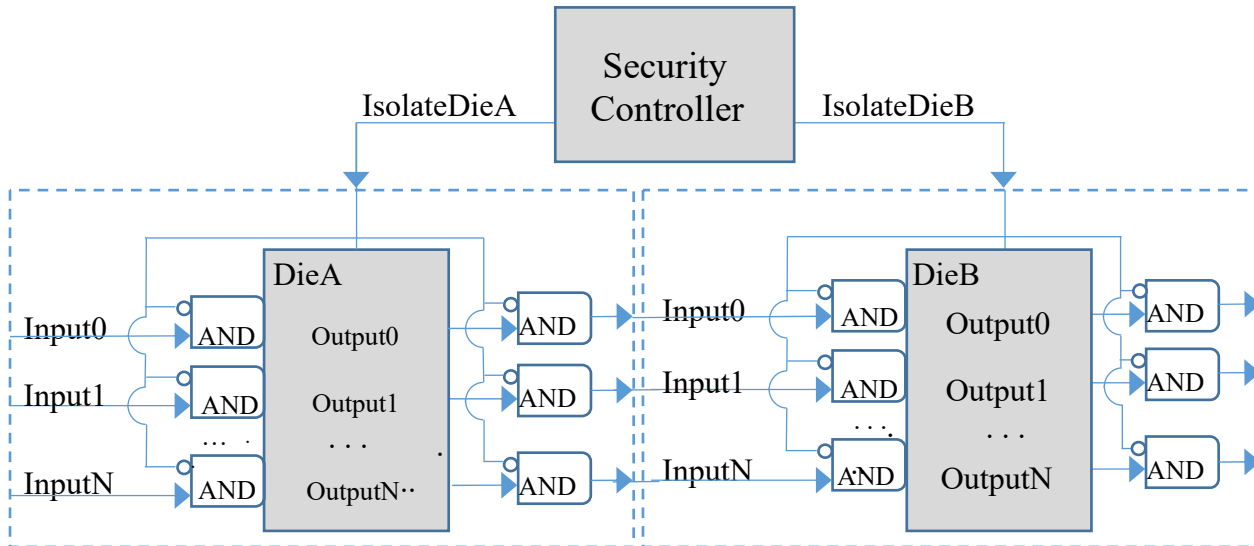 Security
Controller
IsolateDieA
IsolateDieB
DieA
Input0
AND
Output0
AND
Input1
AND
Output1
AND
... .
. . .
.
InputN
AND
OutputN..
AND
DieB
Input0
AND
Output0
AND
Input1
AND
Output1
AND
. . .
. . .
InputN
AND
OutputN
AND